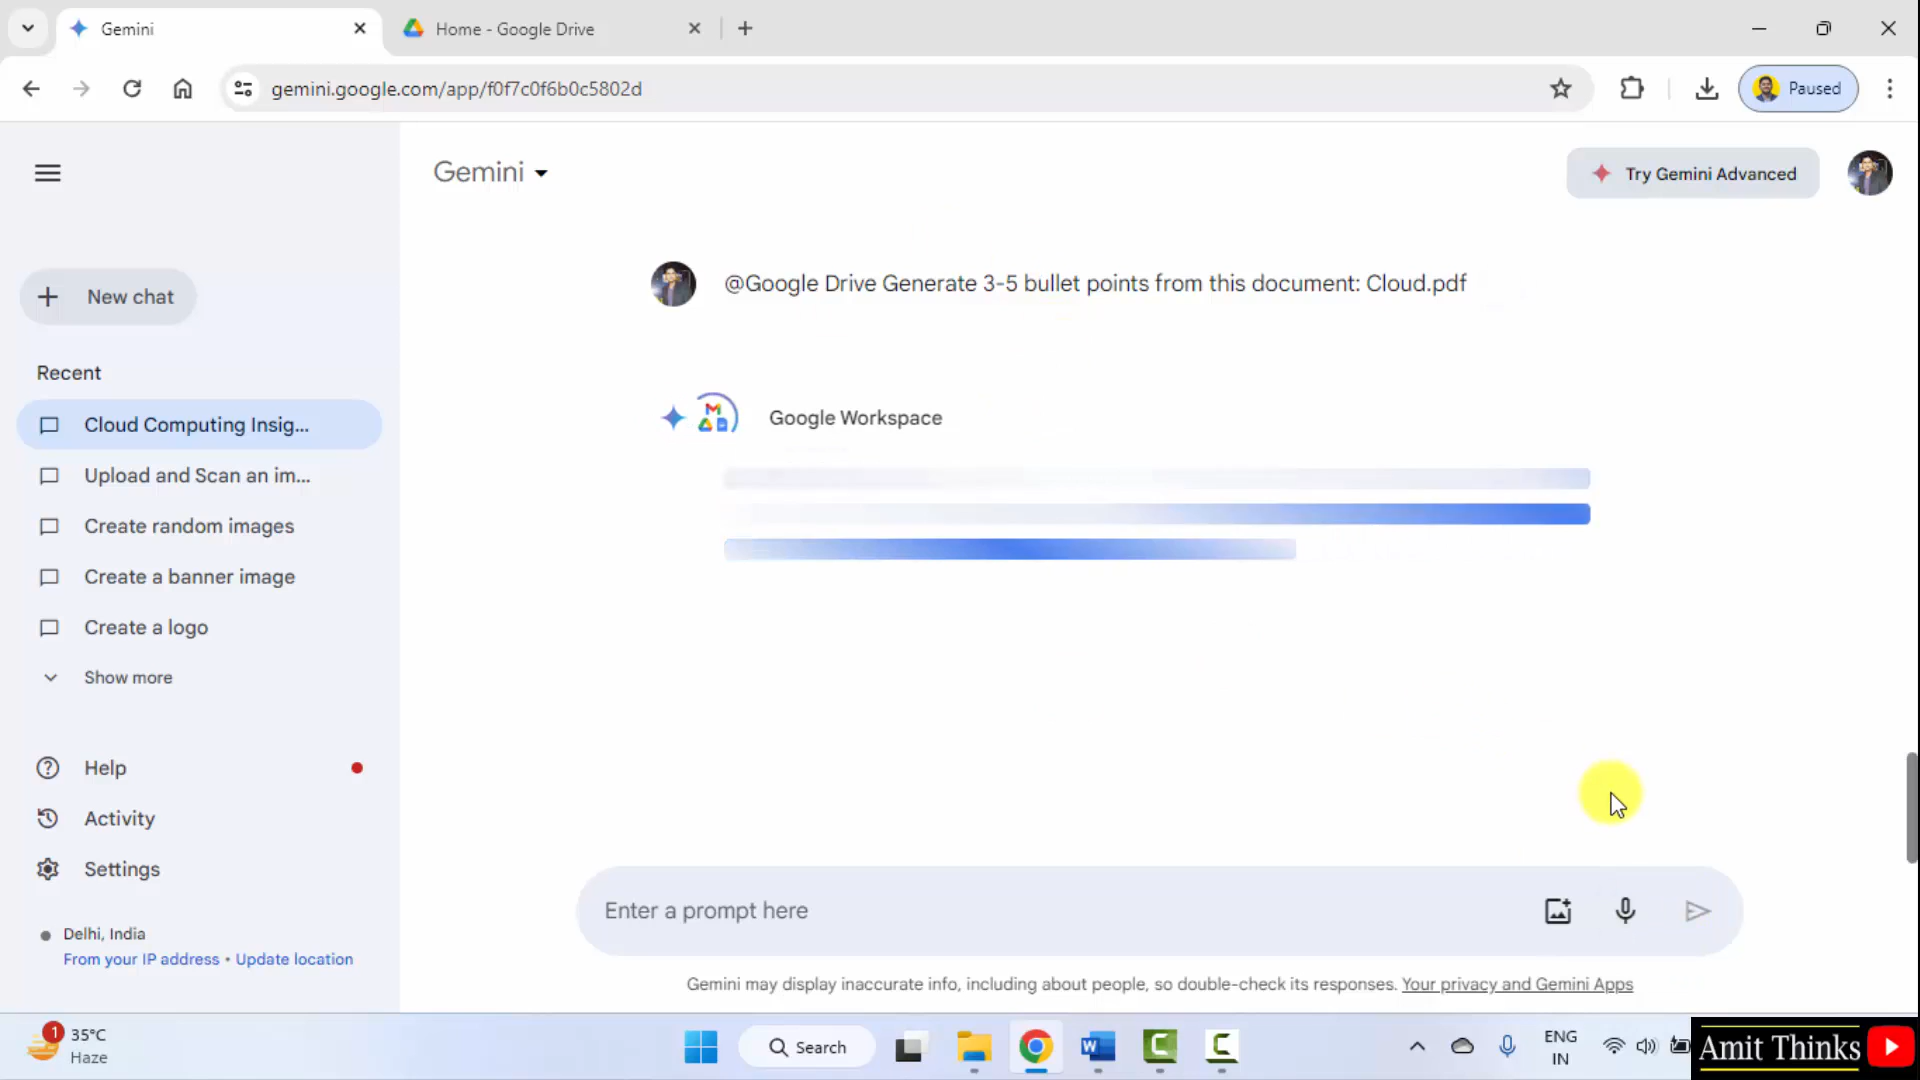 Gemini
Home - Google Drive
gemini.google.com/app/f0f7c0f6b0c5802d
Paused
Gemini
Try Gemini Advanced
New chat
Recent
Cloud Computing Insig...
Upload and Scan an im...
Create random images
Create a banner image
Create a logo
Show more
Help
Activity
Settings
Delhi, India
From your IP address • Update location
@Google Drive Generate 3-5 bullet points from this document: Cloud.pdf
Google Workspace
Enter a prompt here
Gemini may display inaccurate info, including about people, so double-check its responses. Your privacy and Gemini Apps
1
35°C
Haze
Search
W
ENG
IN
Amit Thinks